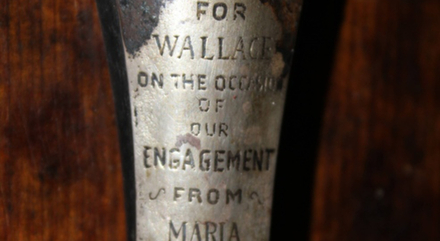 FOR
WALLACE
ON THE OCCASION
OF
OUR
ENGAGEMENT
FROM
MARIA